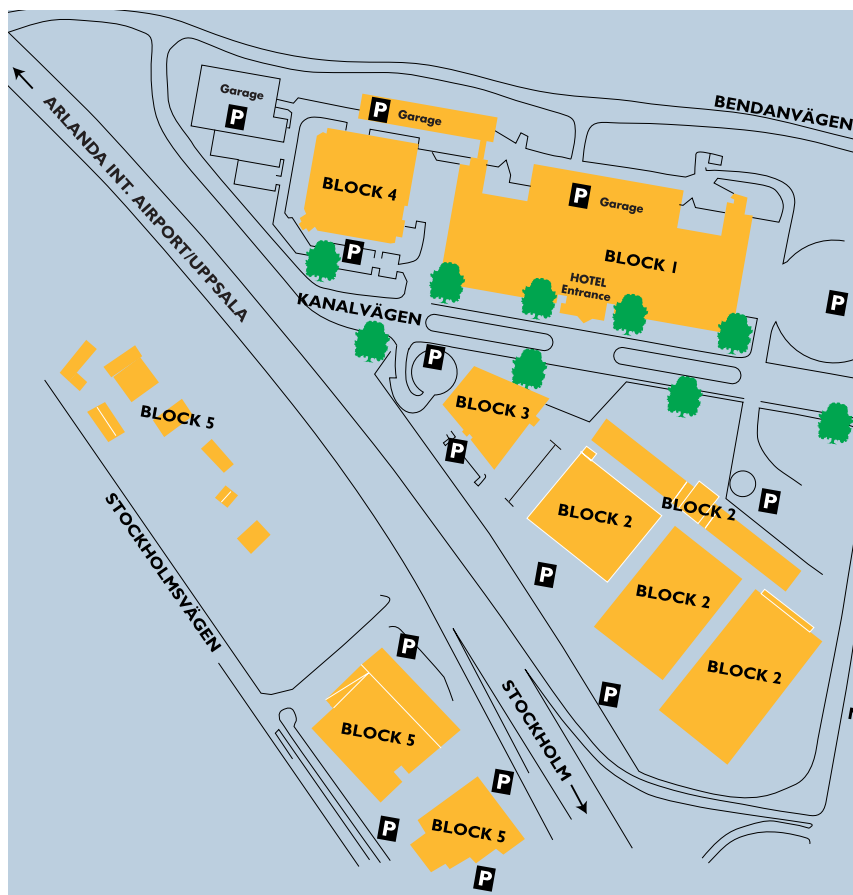 BENDANVÄGEN
Garage
P
P
Garage
ARLANDA INT. AIRPORT/UPPSALA
BLOCK 4
P
Garage
P
BLOCK 1
HOTEL
Entrance
P
KANALVÄGEN
P
BLOCK 3
P
BLOCK 5
BLOCK 2
P
BLOCK 2
P
BLOCK 2
BLOCK 2
P
STOCKHOLMSVÄGEN
P
STOCKHOLM
BLOCK 5
P
P
BLOCK 5
P